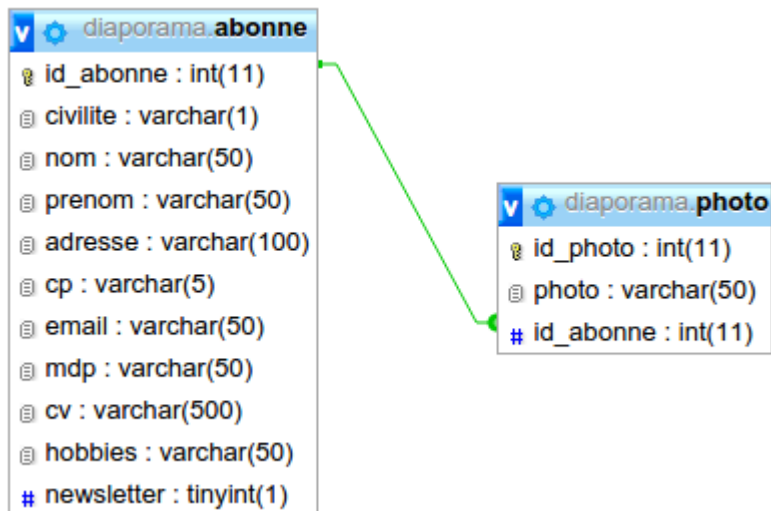 v diaporama.abonne
id_abonne : int(11)
civilite : varchar(1)
nom : varchar(50)
prenom : varchar(50)
adresse : varchar(100)
cp : varchar(5)
email : varchar(50)
mdp : varchar(50)
cv : varchar(500)
hobbies : varchar(50)
# newsletter : tinyint(1)
v diaporama.photo
id_photo : int(11)
photo : varchar(50)
# id_abonne : int(11)